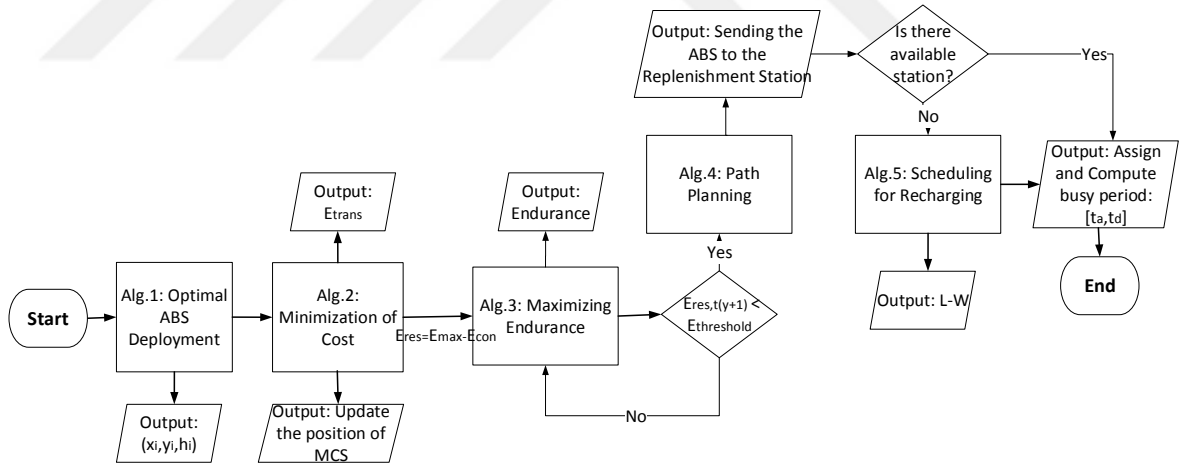 Start
Alg.1: Optimal
ABS
Deployment
Output:
(xi,yi,hi)
Output:
Etrans
Alg.2:
Minimization of
Cost
Output: Update
the position of
MCS
Eres=Emax-Econ
Output:
Endurance
Alg.3: Maximizing
Endurance
Eres,t(y+1) <
Ethreshold
No
Yes
Alg.4: Path
Planning
Output: Sending the
ABS to the
Replenishment Station
Is there
available
station?
Yes
No
Alg.5: Scheduling
for Recharging
Output: L-W
Output: Assign
and Compute
busy period:
[ta,td]
End